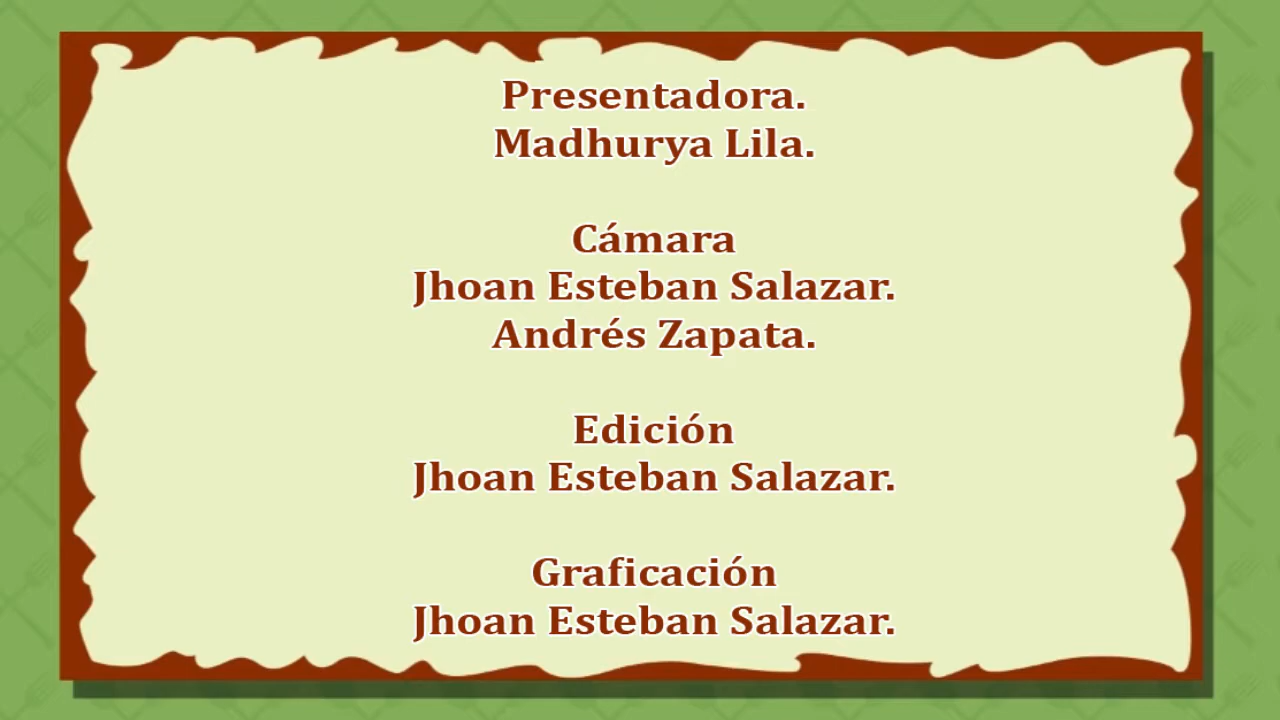 Presentadora.
Madhurya Lila.
Cámara
Jhoan Esteban Salazar.
Andrés Zapata.
Edición
Jhoan Esteban Salazar.
Graficación
Jhoan Esteban Salazar.